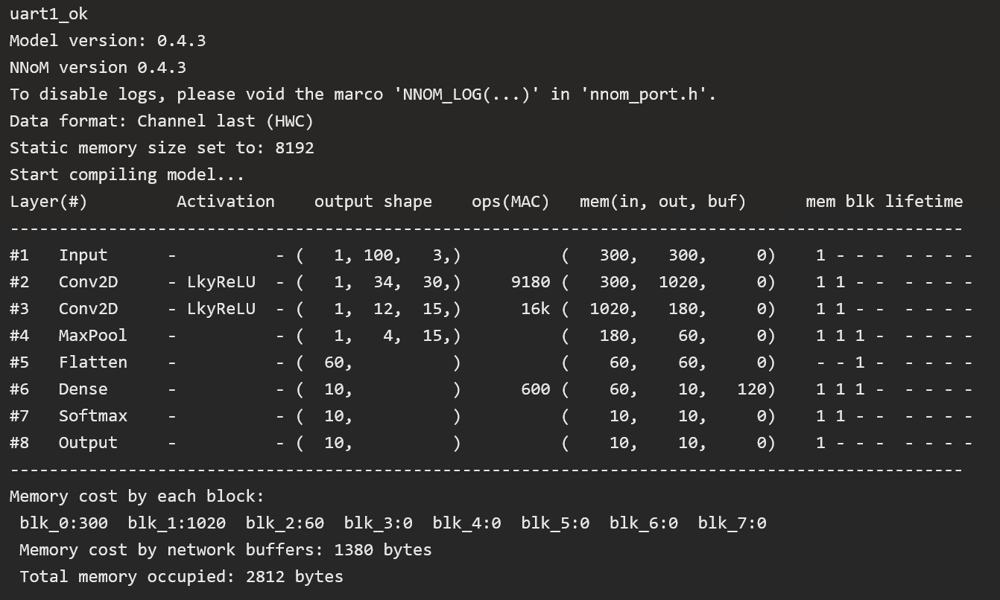 uart1_ok
Model version: 0.4.3
NNoM version 0.4.3
To disable logs, please void the marco 'NNOM_LOG(...)' in 'nnom_port.h'.
Data format: Channel last (HWC)
Static memory size set to: 8192
Start compiling model...
Layer(#)         Activation    output shape    ops(MAC)   mem(in, out, buf)      mem blk lifetime
-------------------------------------------------------------------------------------------------
#1   Input      -          - (   1, 100,   3,)          (   300,   300,     0)    1 - - -  - - - -
#2   Conv2D     - LkyReLU  - (   1,  34,  30,)     9180 (   300,  1020,     0)    1 1 - -  - - - -
#3   Conv2D     - LkyReLU  - (   1,  12,  15,)      16k (  1020,   180,     0)    1 1 - -  - - - -
#4   MaxPool    -          - (   1,   4,  15,)          (   180,    60,     0)    1 1 1 -  - - - -
#5   Flatten    -          - (  60,          )          (    60,    60,     0)    - - 1 -  - - - -
#6   Dense      -          - (  10,          )      600 (    60,    10,   120)    1 1 1 -  - - - -
#7   Softmax    -          - (  10,          )          (    10,    10,     0)    1 1 - -  - - - -
#8   Output     -          - (  10,          )          (    10,    10,     0)    1 - - -  - - - -
-------------------------------------------------------------------------------------------------
Memory cost by each block:
 blk_0:300  blk_1:1020  blk_2:60  blk_3:0  blk_4:0  blk_5:0  blk_6:0  blk_7:0
 Memory cost by network buffers: 1380 bytes
 Total memory occupied: 2812 bytes